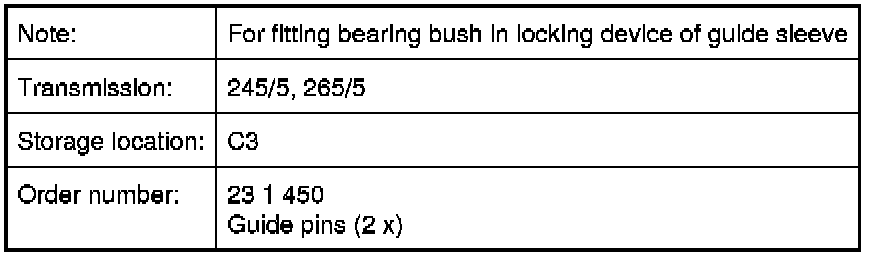 Note: For fitting bearing bush in locking device of guide sleeve
Transmission: 245/5, 265/5
Storage location: C3
Order number: 23 1 450
Guide pins (2 x)